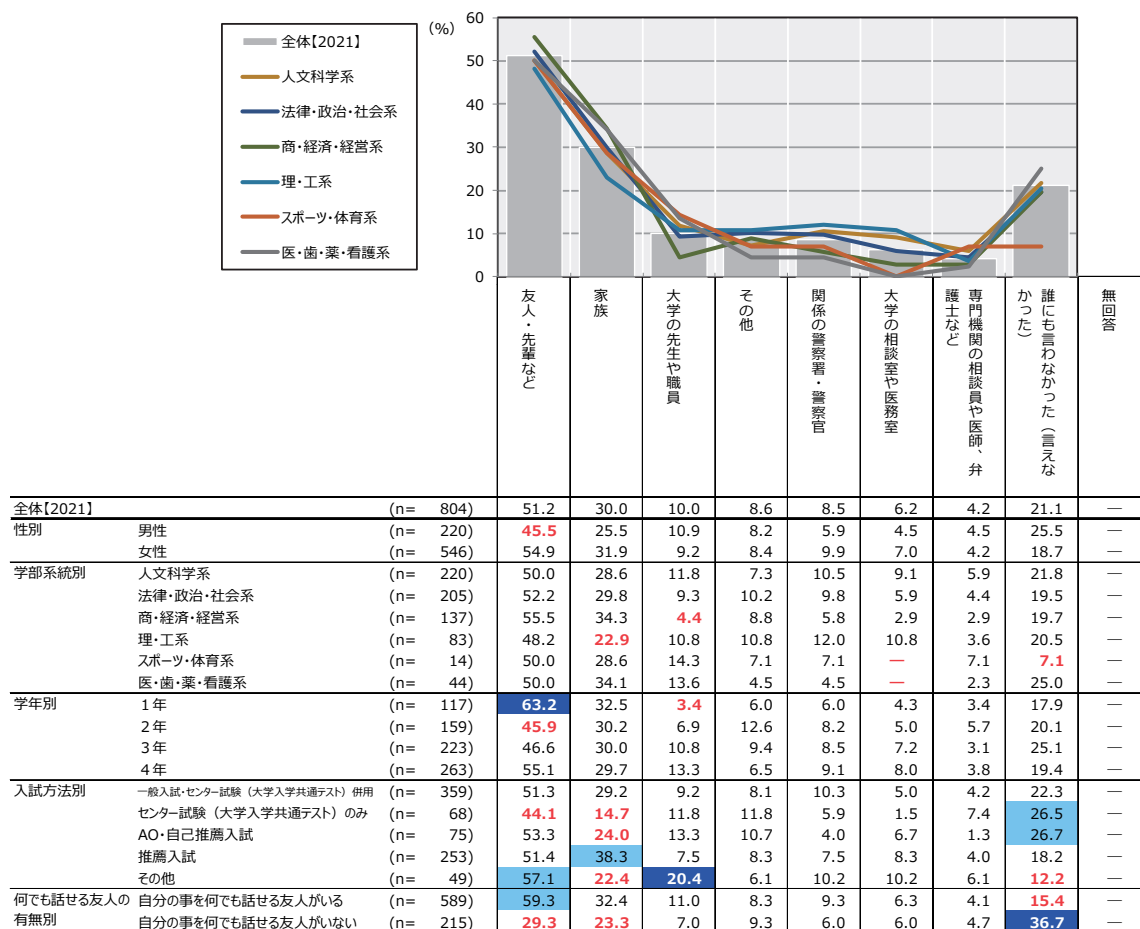 (%)
全体【2021】
人文科学系
法律・政治・社会系
商・経済・経営系
理・工系
スポーツ・体育系
医・歯・薬・看護系
60
50
40
30
20
10
0
友人・先輩など
家族
大学の先生や職員
その他
関係の警察署・警察官
大学の相談室や医務室
専門機関の相談員や医師、弁
護士など
誰にも言わなかった（言えな
かった）
無回答
全体【2021】 (n= 804) 51.2 30.0 10.0 8.6 8.5 6.2 4.2 21.1 —
性別 男性 (n= 220) 45.5 25.5 10.9 8.2 5.9 4.5 4.5 25.5 —
女性 (n= 546) 54.9 31.9 9.2 8.4 9.9 7.0 4.2 18.7 —
学部系統別 人文科学系 (n= 220) 50.0 28.6 11.8 7.3 10.5 9.1 5.9 21.8 —
法律・政治・社会系 (n= 205) 52.2 29.8 9.3 10.2 9.8 5.9 4.4 19.5 —
商・経済・経営系 (n= 137) 55.5 34.3 4.4 8.8 5.8 2.9 2.9 19.7 —
理・工系 (n= 83) 48.2 22.9 10.8 10.8 12.0 10.8 3.6 20.5 —
スポーツ・体育系 (n= 14) 50.0 28.6 14.3 7.1 7.1 — 7.1 7.1 —
医・歯・薬・看護系 (n= 44) 50.0 34.1 13.6 4.5 4.5 — 2.3 25.0 —
学年別 1年 (n= 117) 63.2 32.5 3.4 6.0 6.0 4.3 3.4 17.9 —
2年 (n= 159) 45.9 30.2 6.9 12.6 8.2 5.0 5.7 20.1 —
3年 (n= 223) 46.6 30.0 10.8 9.4 8.5 7.2 3.1 25.1 —
4年 (n= 263) 55.1 29.7 13.3 6.5 9.1 8.0 3.8 19.4 —
入試方法別 一般入試・センター試験（大学入学共通テスト）併用 (n= 359) 51.3 29.2 9.2 8.1 10.3 5.0 4.2 22.3 —
センター試験（大学入学共通テスト）のみ (n= 68) 44.1 14.7 11.8 11.8 5.9 1.5 7.4 26.5 —
AO・自己推薦入試 (n= 75) 53.3 24.0 13.3 10.7 4.0 6.7 1.3 26.7 —
推薦入試 (n= 253) 51.4 38.3 7.5 8.3 7.5 8.3 4.0 18.2 —
その他 (n= 49) 57.1 22.4 20.4 6.1 10.2 10.2 6.1 12.2 —
何でも話せる友人の 自分の事を何でも話せる友人がいる (n= 589) 59.3 32.4 11.0 8.3 9.3 6.3 4.1 15.4 —
有無別 自分の事を何でも話せる友人がいない (n= 215) 29.3 23.3 7.0 9.3 6.0 6.0 4.7 36.7 —